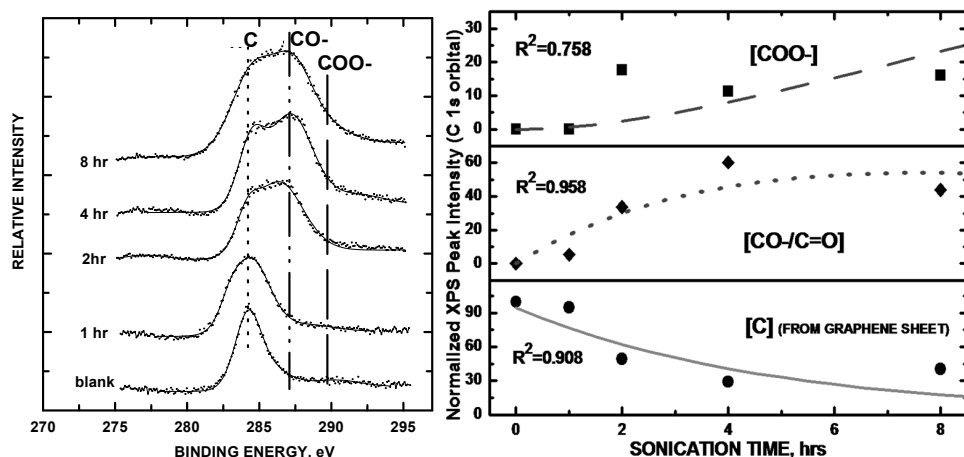 C
CO-
COO-
8 hr
4 hr
2hr
1 hr
blank
RELATIVE INTENSITY
270 275 280 285 290 295
BINDING ENERGY, eV
Normalized XPS Peak Intensity (C 1s orbital)
30
20
10
0
R²=0.758
[COO-]
60
40
20
0
R²=0.958
[CO-/C=O]
90
60
30
0
[C] (FROM GRAPHENE SHEET)
R²=0.908
0 2 4 6 8
SONICATION TIME, hrs